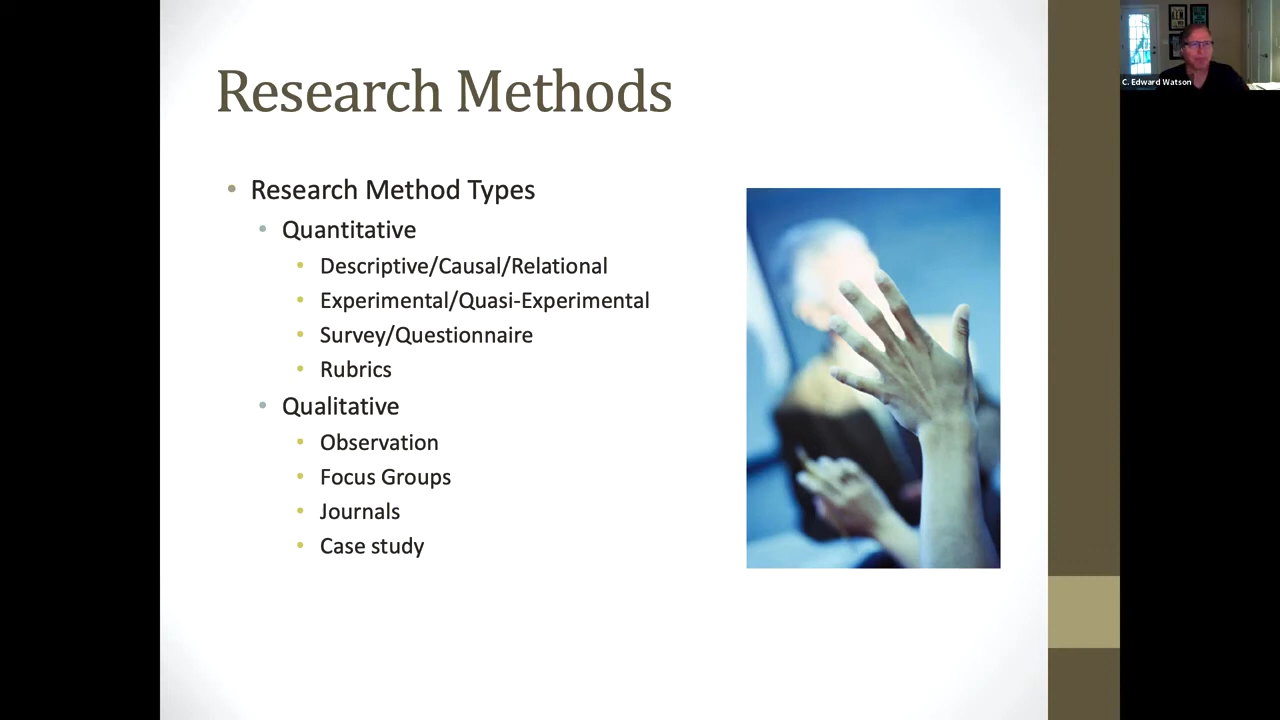 Research Methods
C. Edward Watson
• Research Method Types
• Quantitative
• Descriptive/Causal/Relational
• Experimental/Quasi-Experimental
• Survey/Questionnaire
• Rubrics
• Qualitative
• Observation
• Focus Groups
• Journals
• Case study